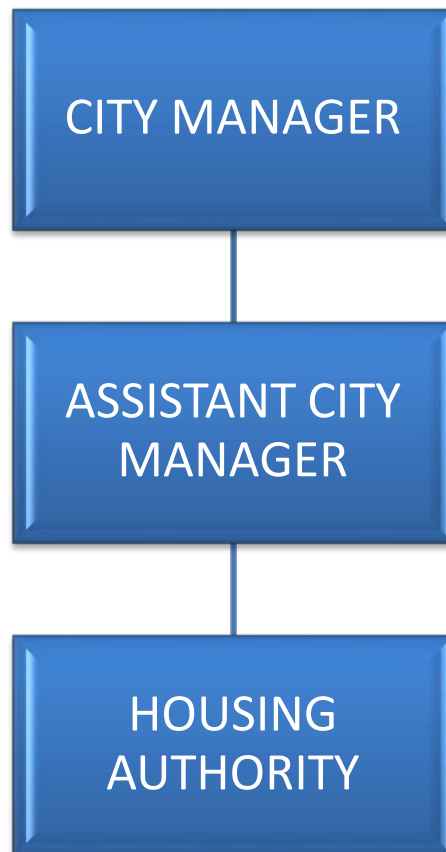 CITY MANAGER
ASSISTANT CITY
MANAGER
HOUSING
AUTHORITY